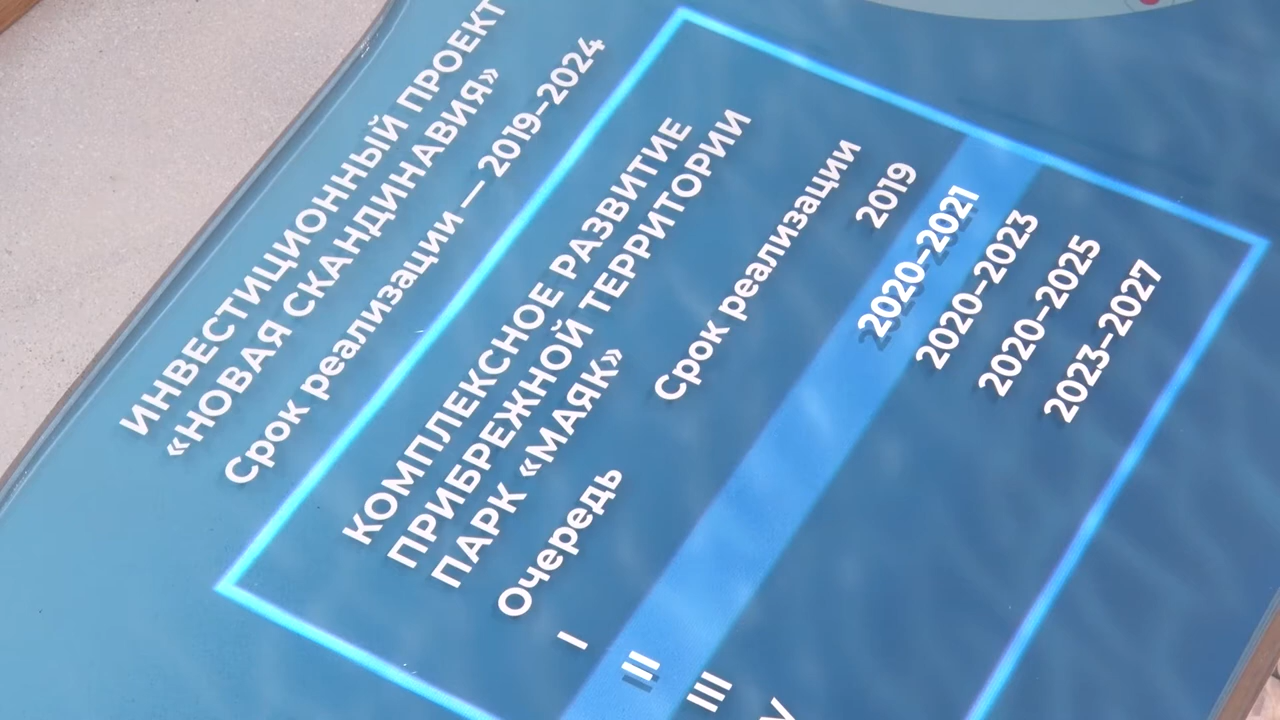 ИНВЕСТИЦИОННЫЙ ПРОЕКТ
«НОВАЯ СКАНДИНАВИЯ»
Срок реализации — 2019–2024
КОМПЛЕКСНОЕ РАЗВИТИЕ
ПРИБРЕЖНОЙ ТЕРРИТОРИИ
ПАРК «МАЯК»
Очередь Срок реализации
I 2019
II 2020–2021
III 2020–2023
2020–2025
2023–2027